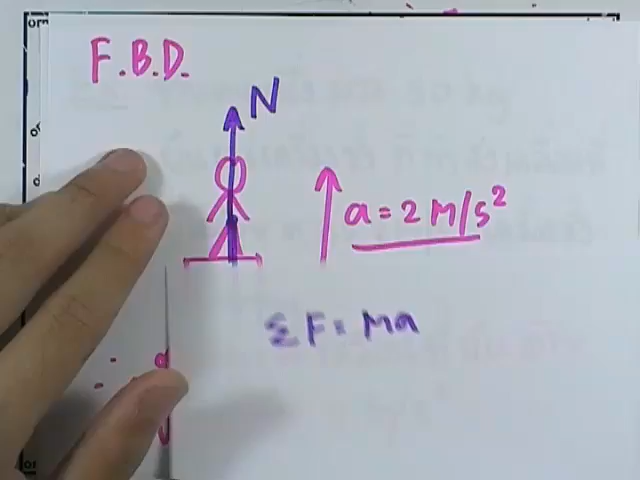 F.B.D.
N
a = 2 m/s²
ΣF = ma